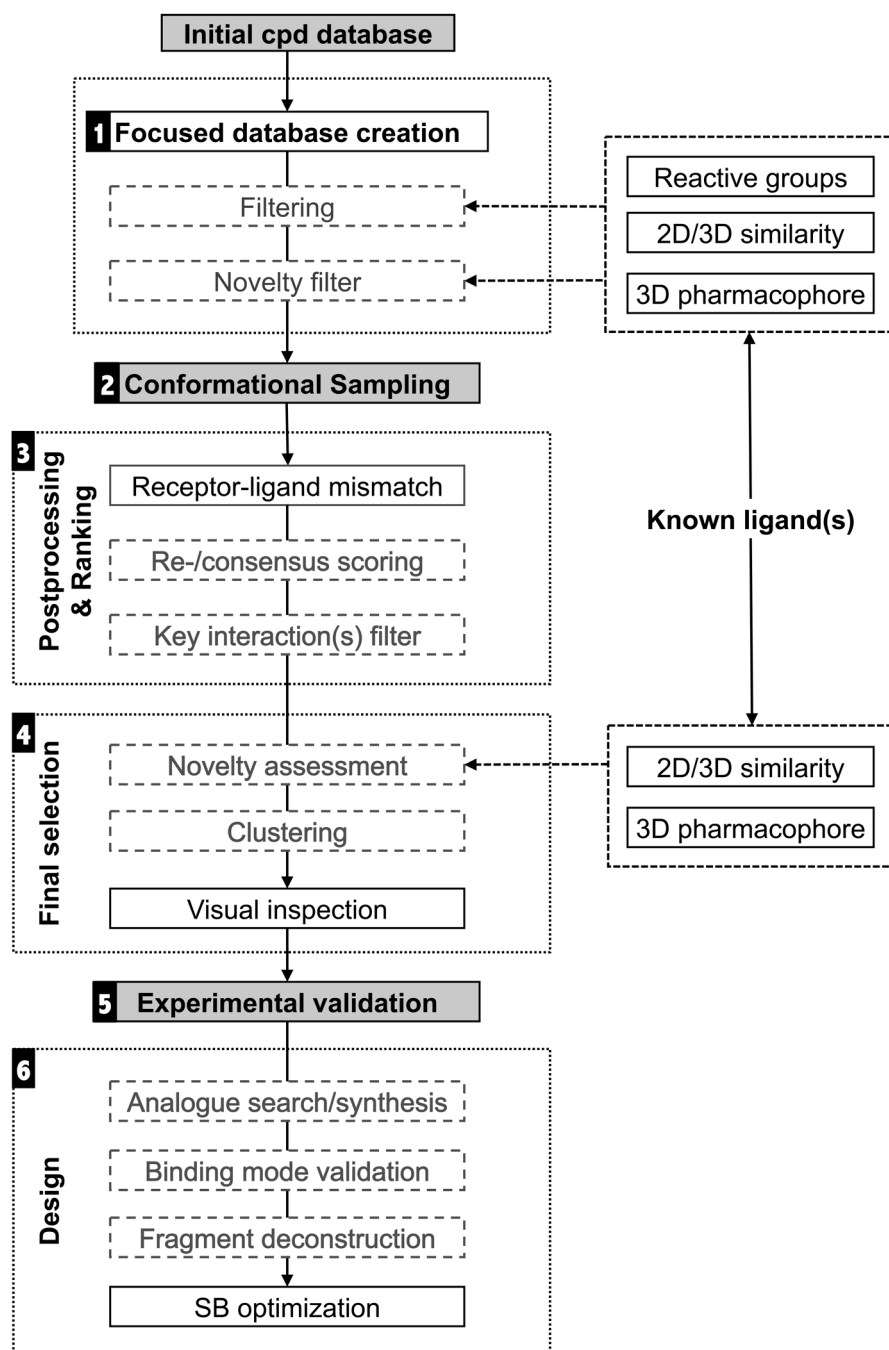 Initial cpd database
1 Focused database creation
Filtering
Novelty filter
Reactive groups
2D/3D similarity
3D pharmacophore
2 Conformational Sampling
3
Postprocessing
& Ranking
Receptor-ligand mismatch
Re-/consensus scoring
Key interaction(s) filter
Known ligand(s)
4
Final selection
Novelty assessment
Clustering
Visual inspection
2D/3D similarity
3D pharmacophore
5 Experimental validation
6
Design
Analogue search/synthesis
Binding mode validation
Fragment deconstruction
SB optimization